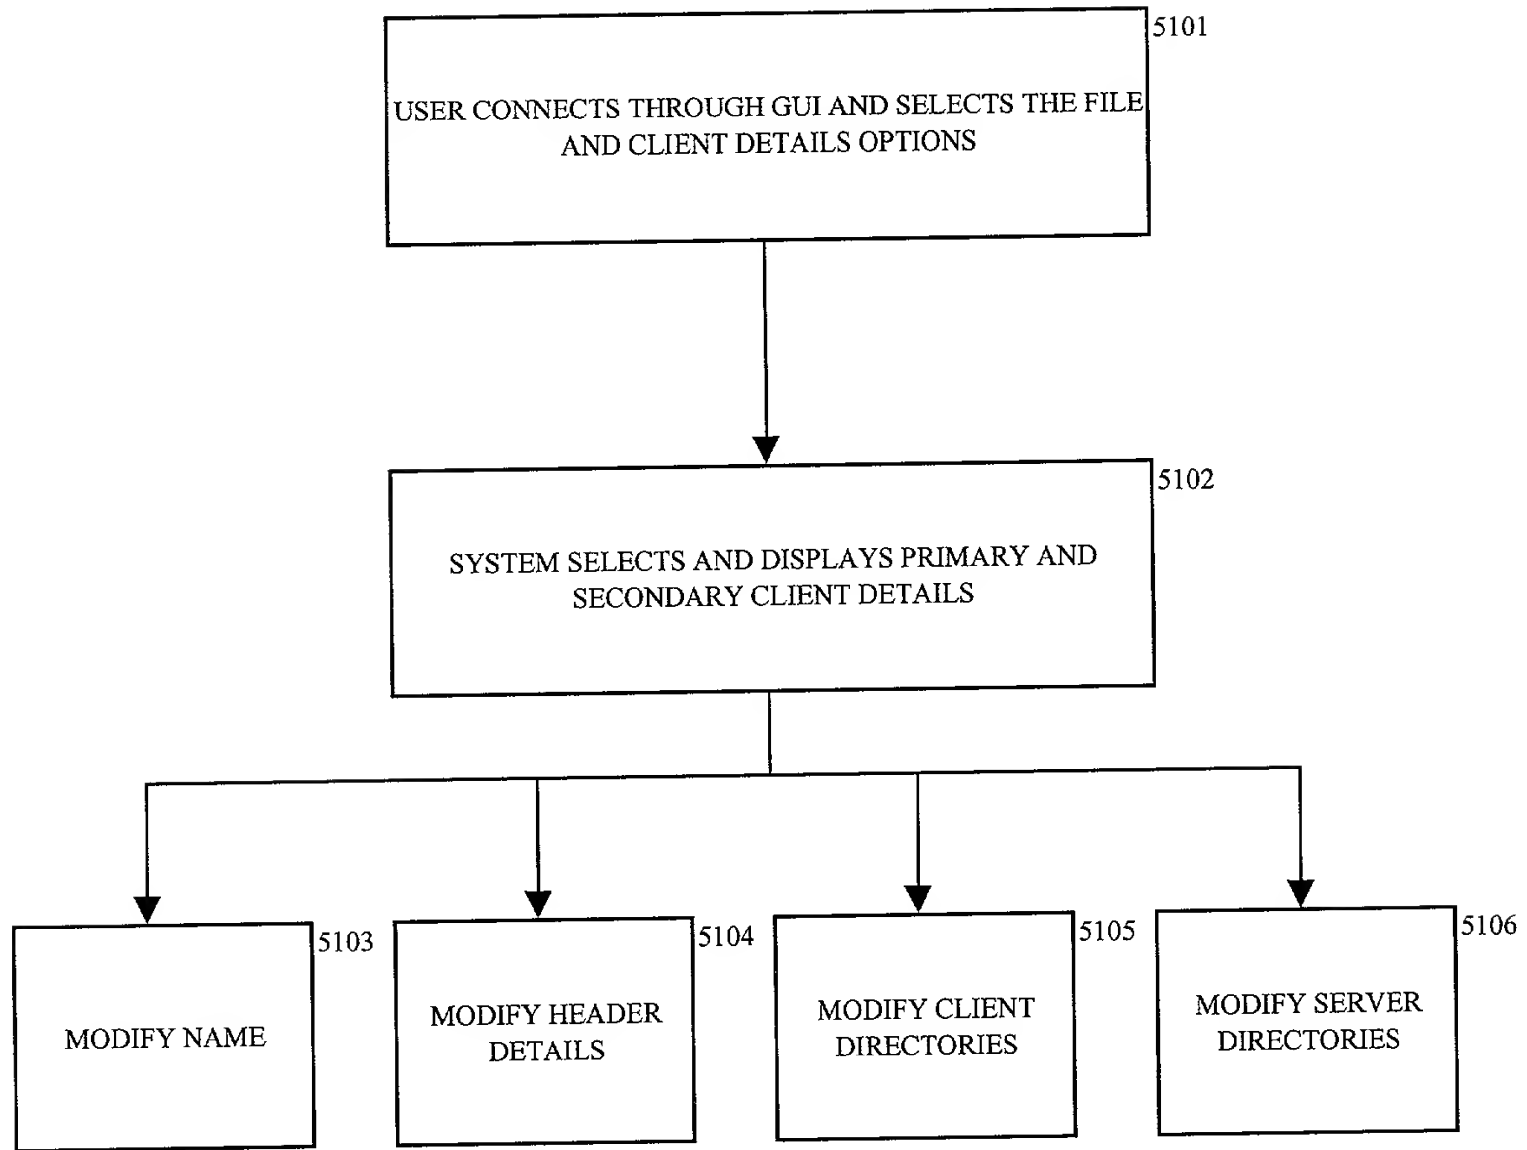 5101
USER CONNECTS THROUGH GUI AND SELECTS THE FILE
AND CLIENT DETAILS OPTIONS
5102
SYSTEM SELECTS AND DISPLAYS PRIMARY AND
SECONDARY CLIENT DETAILS
5103
MODIFY NAME
5104
MODIFY HEADER
DETAILS
5105
MODIFY CLIENT
DIRECTORIES
5106
MODIFY SERVER
DIRECTORIES